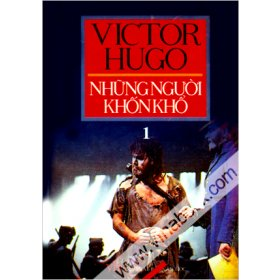 VICTOR
HUGO
NHỮNG NGƯỜI
KHỐN KHỔ
1